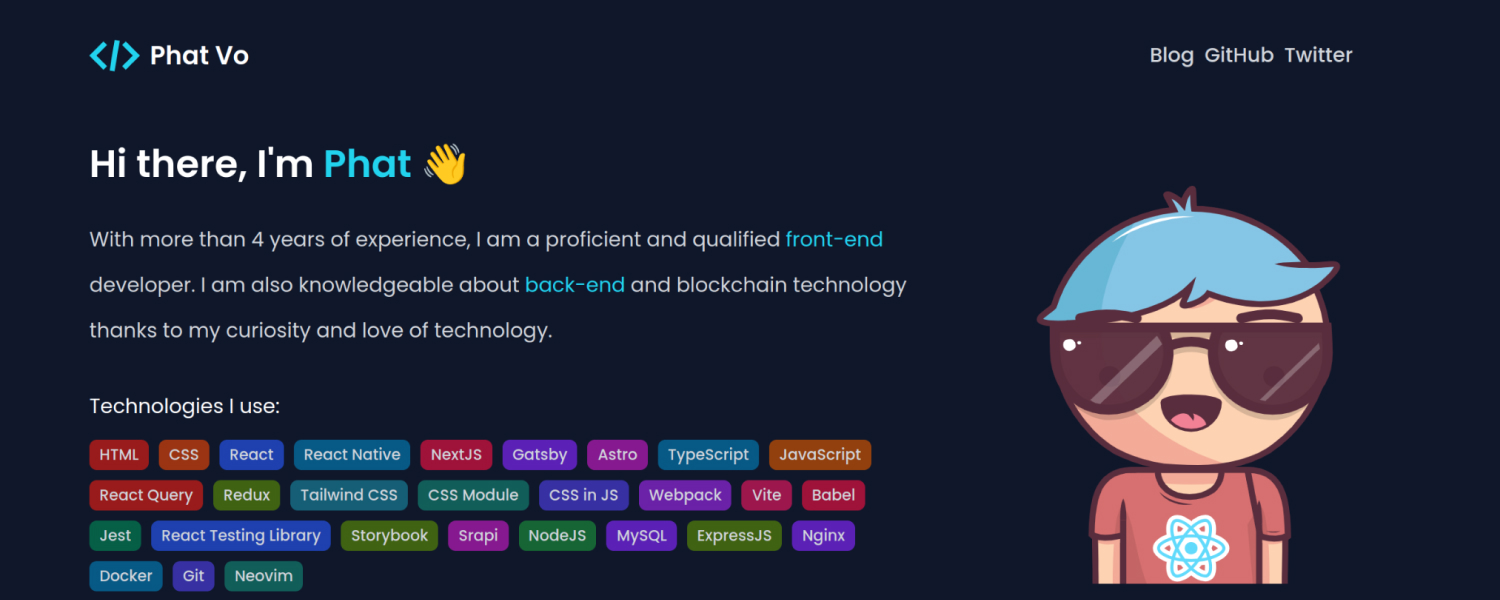 </> Phat Vo
Blog GitHub Twitter
Hi there, I'm Phat 👋
With more than 4 years of experience, I am a proficient and qualified front-end
developer. I am also knowledgeable about back-end and blockchain technology
thanks to my curiosity and love of technology.
Technologies I use:
HTML CSS React React Native NextJS Gatsby Astro TypeScript JavaScript
React Query Redux Tailwind CSS CSS Module CSS in JS Webpack Vite Babel
Jest React Testing Library Storybook Srapi NodeJS MySQL ExpressJS Nginx
Docker Git Neovim